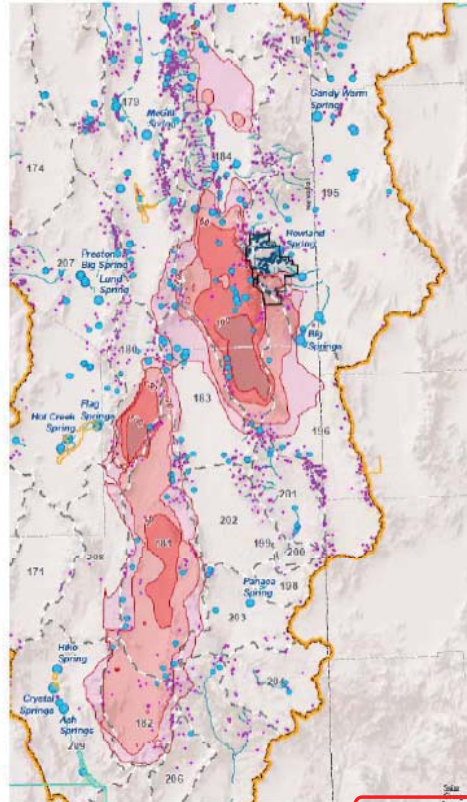 194
179
McGill
Spring
Gandy Warm
Spring
174
184
195
50
Rowland
Spring
207
Preston
Big Spring
Lund
Spring
Big
Springs
180
183
196
Flag
Springs
Hot Creek
Spring
201
202
199
200
181
171
198
Panaca
Spring
203
Hiko
Spring
Crystal
Springs
Ash
Springs
182
209
206